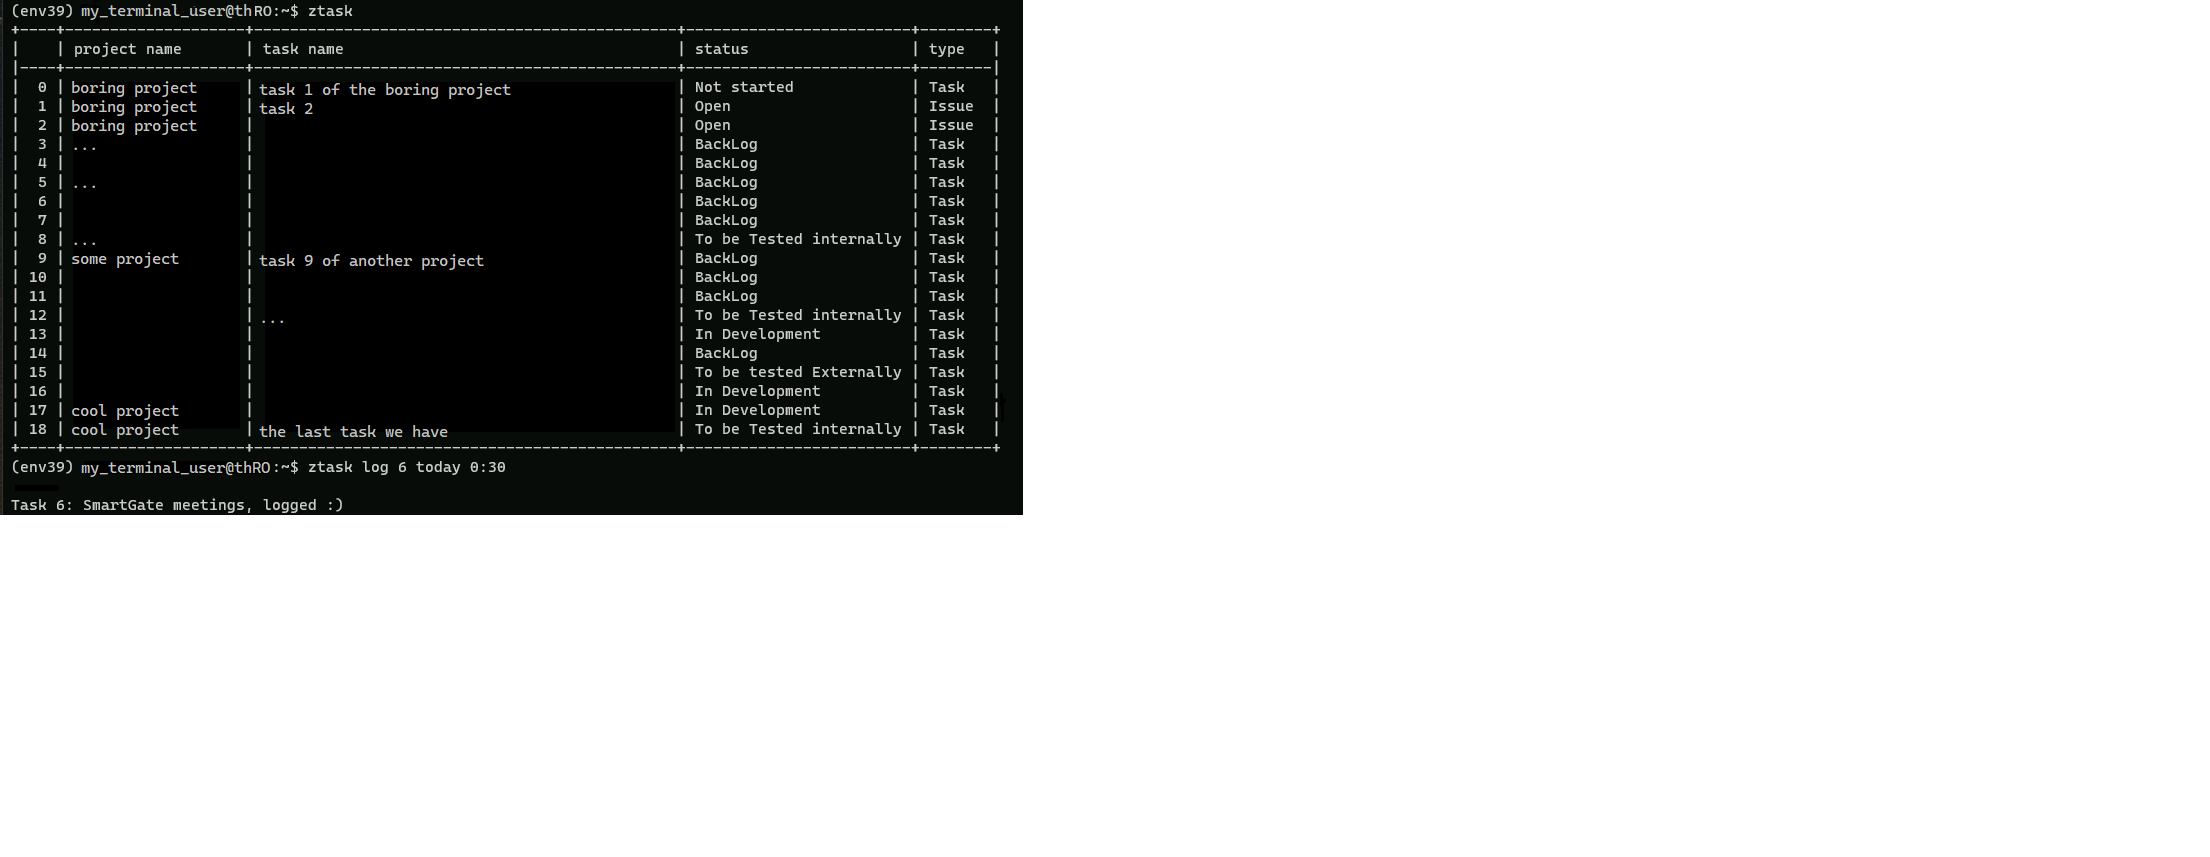 (env39) my_terminal_user@thRO:~$ ztask
+----+--------------------+-----------------------------------------------+-------------------------+--------+
|    | project name       | task name                                     | status                  | type   |
|----+--------------------+-----------------------------------------------+-------------------------+--------|
|  0 | boring project     | task 1 of the boring project                  | Not started             | Task   |
|  1 | boring project     | task 2                                        | Open                    | Issue  |
|  2 | boring project     |                                               | Open                    | Issue  |
|  3 | ...                |                                               | BackLog                 | Task   |
|  4 |                    |                                               | BackLog                 | Task   |
|  5 | ...                |                                               | BackLog                 | Task   |
|  6 |                    |                                               | BackLog                 | Task   |
|  7 |                    |                                               | BackLog                 | Task   |
|  8 | ...                |                                               | To be Tested internally | Task   |
|  9 | some project       | task 9 of another project                     | BackLog                 | Task   |
| 10 |                    |                                               | BackLog                 | Task   |
| 11 |                    |                                               | BackLog                 | Task   |
| 12 |                    | ...                                           | To be Tested internally | Task   |
| 13 |                    |                                               | In Development          | Task   |
| 14 |                    |                                               | BackLog                 | Task   |
| 15 |                    |                                               | To be tested Externally | Task   |
| 16 |                    |                                               | In Development          | Task   |
| 17 | cool project       |                                               | In Development          | Task   |
| 18 | cool project       | the last task we have                         | To be Tested internally | Task   |
+----+--------------------+-----------------------------------------------+-------------------------+--------+
(env39) my_terminal_user@thRO:~$ ztask log 6 today 0:30
Task 6: SmartGate meetings, logged :)